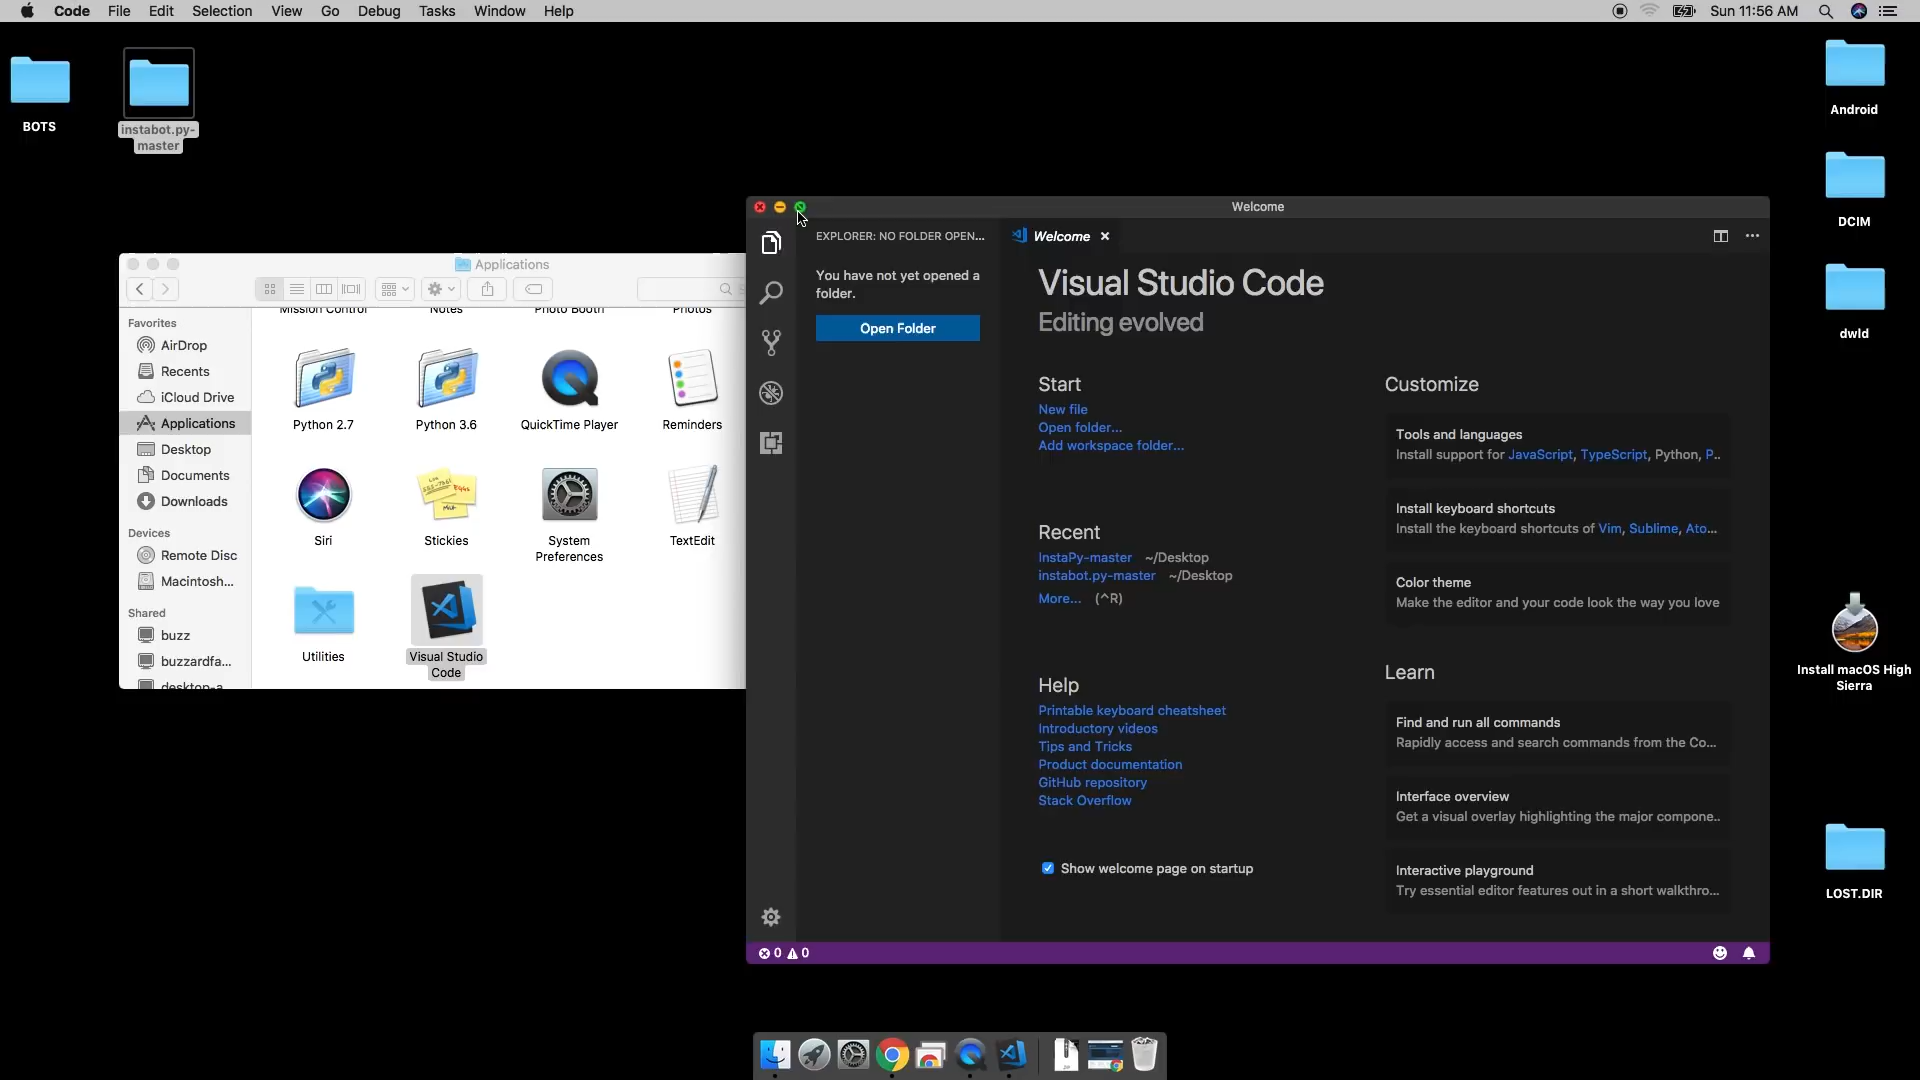 Code File Edit Selection View Go Debug Tasks Window Help
Sun 11:56 AM
BOTS
instabot.py-
master
Android
DCIM
dwld
Install macOS High
Sierra
LOST.DIR
Applications
Favorites
AirDrop
Recents
iCloud Drive
Applications
Desktop
Documents
Downloads
Devices
Remote Disc
Macintosh...
Shared
buzz
buzzardfa...
desktop-a
Mission Control Notes Photo Booth Photos
Python 2.7 Python 3.6 QuickTime Player Reminders
Siri Stickies System
Preferences TextEdit
Utilities Visual Studio
Code
Welcome
EXPLORER: NO FOLDER OPEN...
You have not yet opened a
folder.
Open Folder
Welcome
Visual Studio Code
Editing evolved
Start
New file
Open folder...
Add workspace folder...
Recent
InstaPy-master ~/Desktop
instabot.py-master ~/Desktop
More... (^R)
Help
Printable keyboard cheatsheet
Introductory videos
Tips and Tricks
Product documentation
GitHub repository
Stack Overflow
Show welcome page on startup
Customize
Tools and languages
Install support for JavaScript, TypeScript, Python, P...
Install keyboard shortcuts
Install the keyboard shortcuts of Vim, Sublime, Ato...
Color theme
Make the editor and your code look the way you love
Learn
Find and run all commands
Rapidly access and search commands from the Co...
Interface overview
Get a visual overlay highlighting the major compone...
Interactive playground
Try essential editor features out in a short walkthro...
0 0